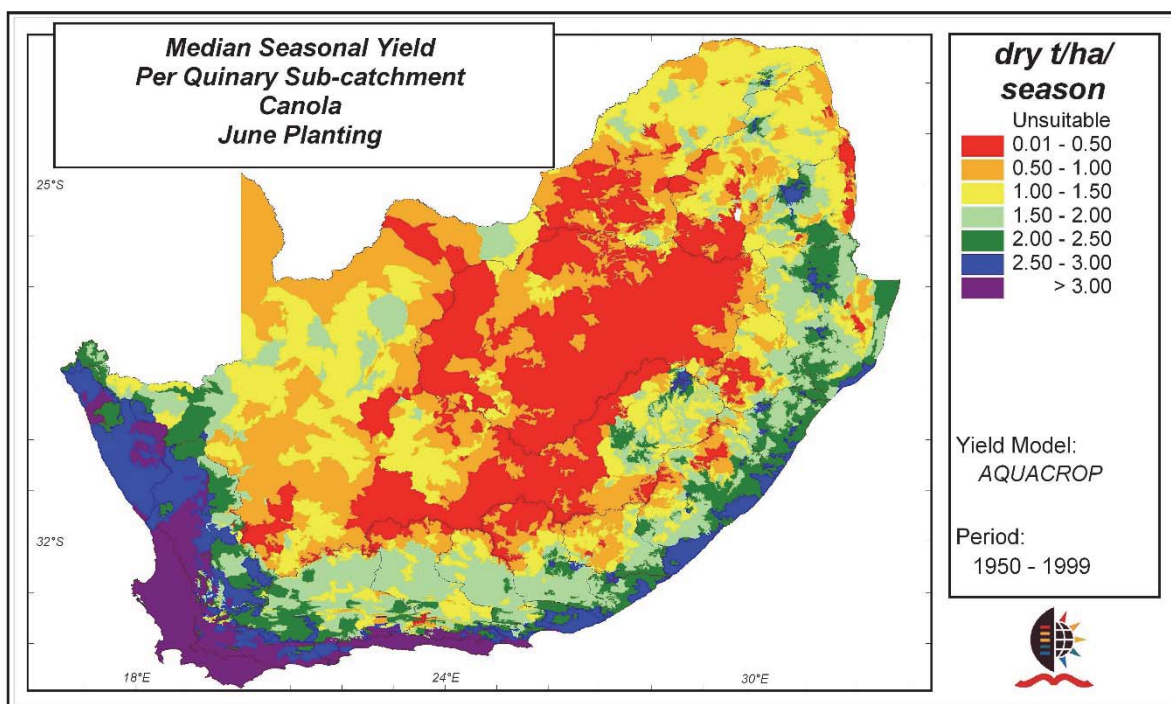 Median Seasonal Yield
Per Quinary Sub-catchment
Canola
June Planting
dry t/ha/
season
Unsuitable
0.01 - 0.50
0.50 - 1.00
1.00 - 1.50
1.50 - 2.00
2.00 - 2.50
2.50 - 3.00
> 3.00
Yield Model:
AQUACROP
Period:
1950 - 1999
25°S
32°S
18°E
24°E
30°E